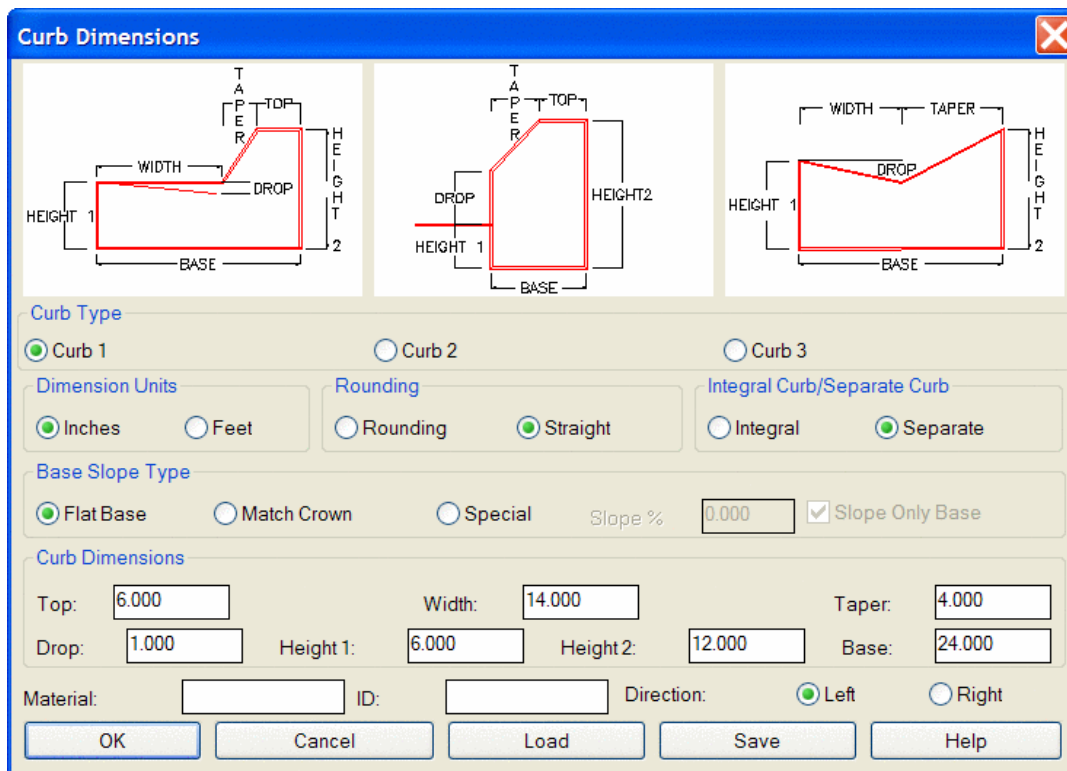 Curb Dimensions
TAPER
TOP
WIDTH
DROP
HEIGHT 1
HEIGHT 2
BASE
TAPER
TOP
DROP
HEIGHT2
HEIGHT 1
BASE
WIDTH
TAPER
DROP
HEIGHT 1
HEIGHT 2
BASE
Curb Type
Curb 1 Curb 2 Curb 3
Dimension Units Rounding Integral Curb/Separate Curb
Inches Feet Rounding Straight Integral Separate
Base Slope Type
Flat Base Match Crown Special Slope % 0.000 Slope Only Base
Curb Dimensions
Top: 6.000 Width: 14.000 Taper: 4.000
Drop: 1.000 Height 1: 6.000 Height 2: 12.000 Base: 24.000
Material: ID: Direction: Left Right
OK Cancel Load Save Help